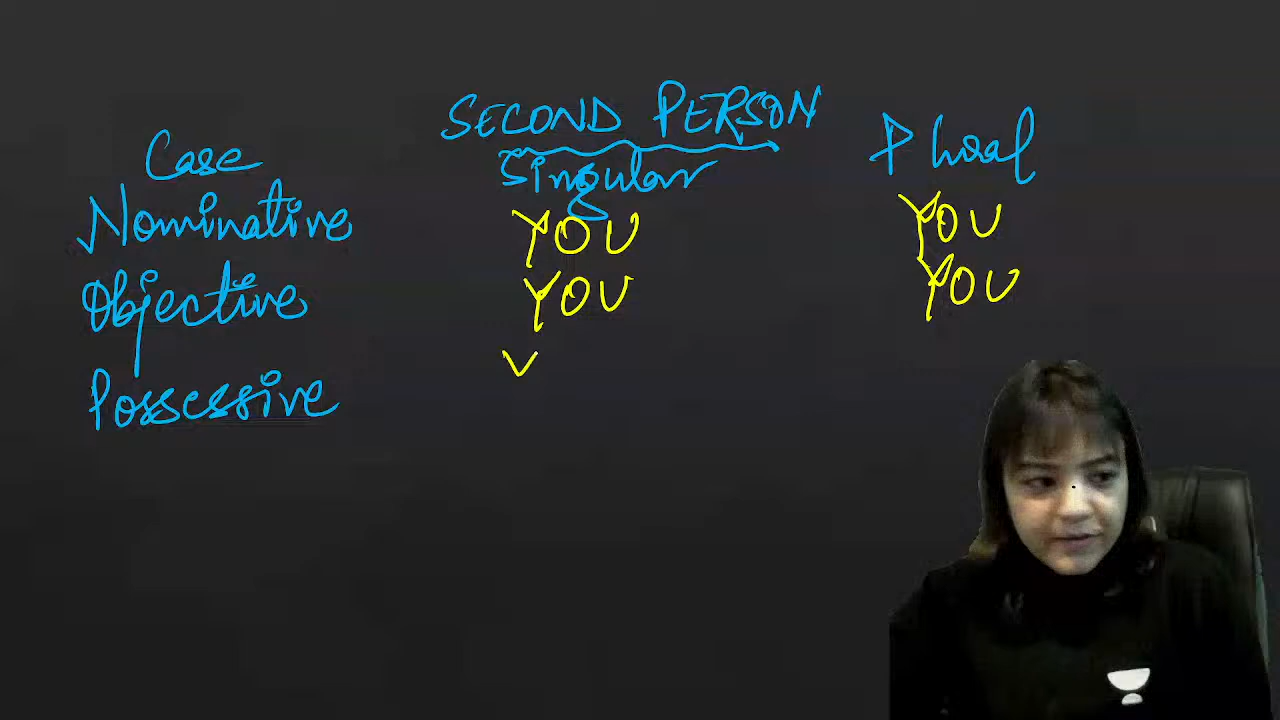 SECOND PERSON
Case Singular Plural
Nominative YOU YOU
Objective YOU YOU
Possessive